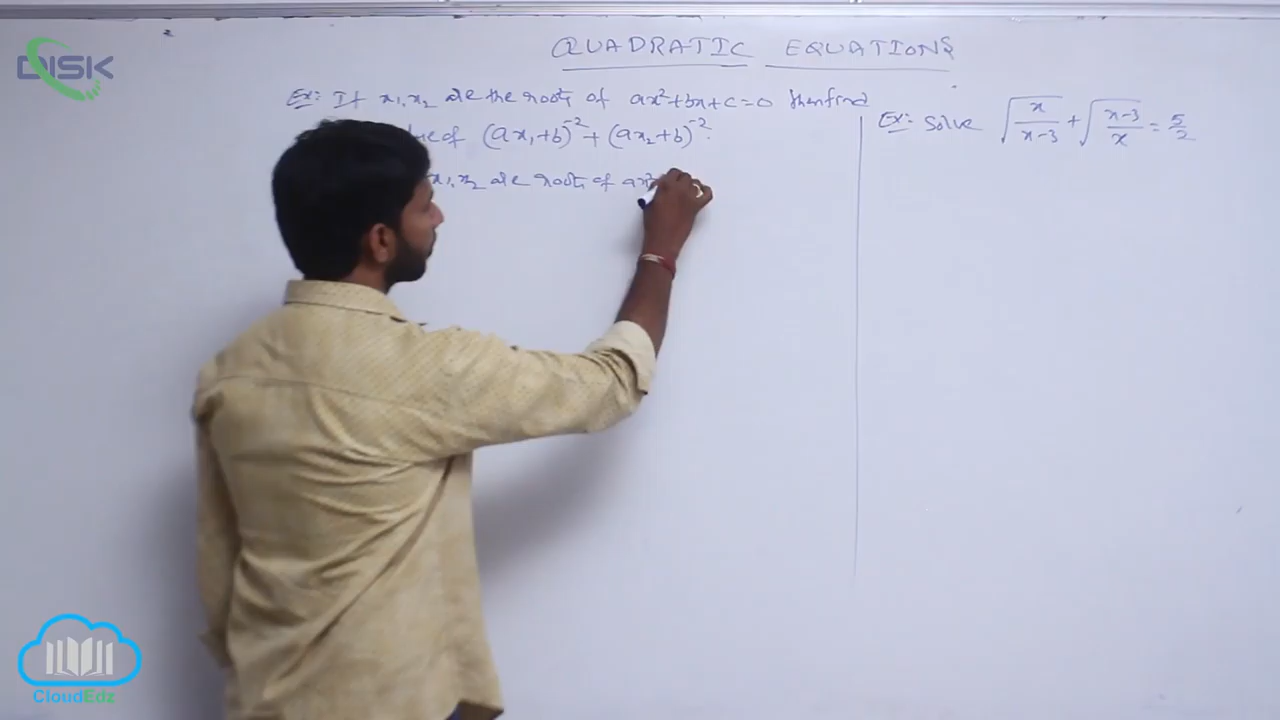 DISK
QUADRATIC EQUATIONS
Ex: If x1, x2 are the roots of ax²+bx+c=0 then find
of (ax1+b)⁻² + (ax2+b)⁻².
x1, x2 are roots of ax²
Ex: Solve √(x/(x-3)) + √((x-3)/x) = 5/2
CloudEdz